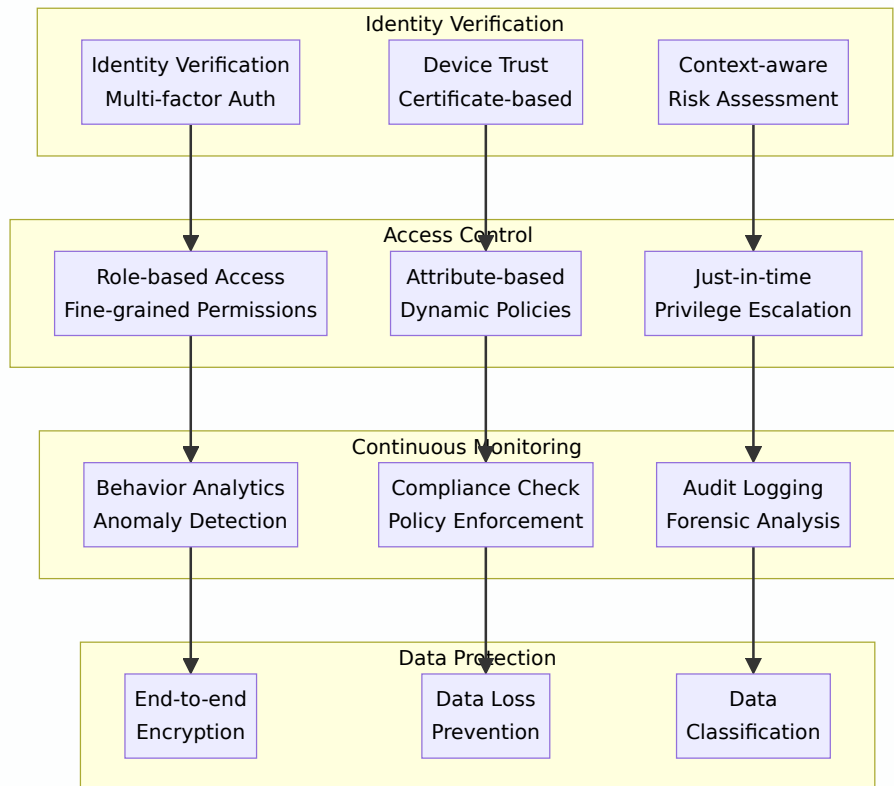 Identity Verification
Identity Verification
Multi-factor Auth
Device Trust
Certificate-based
Context-aware
Risk Assessment
Access Control
Role-based Access
Fine-grained Permissions
Attribute-based
Dynamic Policies
Just-in-time
Privilege Escalation
Continuous Monitoring
Behavior Analytics
Anomaly Detection
Compliance Check
Policy Enforcement
Audit Logging
Forensic Analysis
Data Protection
End-to-end
Encryption
Data Loss
Prevention
Data
Classification